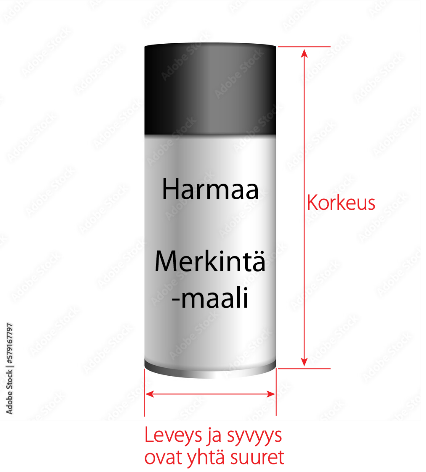 Harmaa
Merkintä
-maali
Korkeus
Leveys ja syvyys
ovat yhtä suuret
Adobe Stock | #579167797